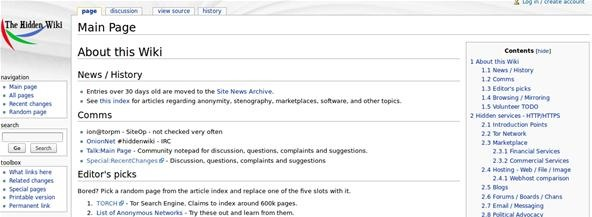 Log in / create account
The Hidden Wiki
page discussion view source history
Main Page
About this Wiki
News / History
Entries over 30 days old are moved to the Site News Archive.
See this index for articles regarding anonymity, stenography, marketplaces, software, and other topics.
Comms
ion@torpm - SiteOp - not checked very often
OnionNet #hiddenwiki - IRC
Talk:Main Page - Community notepad for discussion, questions, complaints and suggestions
Special:RecentChanges - Discussion, questions, complaints and suggestions
Editor's picks
Bored? Pick a random page from the article index and replace one of the five slots with it.
1. TORCH - Tor Search Engine. Claims to index around 600k pages.
2. List of Anonymous Networks - Try these out and learn from them.
navigation
Main page
All pages
Recent changes
Random page
search
Go Search
toolbox
What links here
Related changes
Special pages
Printable version
Permanent link
Contents [hide]
1 About this Wiki
1.1 News / History
1.2 Comms
1.3 Editor's picks
1.4 Browsing / Mirroring
1.5 Volunteer TODO
2 Hidden services - HTTP/HTTPS
2.1 Introduction Points
2.2 Tor Network
2.3 Marketplace
2.3.1 Financial Services
2.3.2 Commercial Services
2.4 Hosting - Web / File / Image
2.4.1 Webhost comparison
2.5 Blogs
2.6 Forums / Boards / Chans
2.7 Email / Messaging
2.8 Political Advocacy